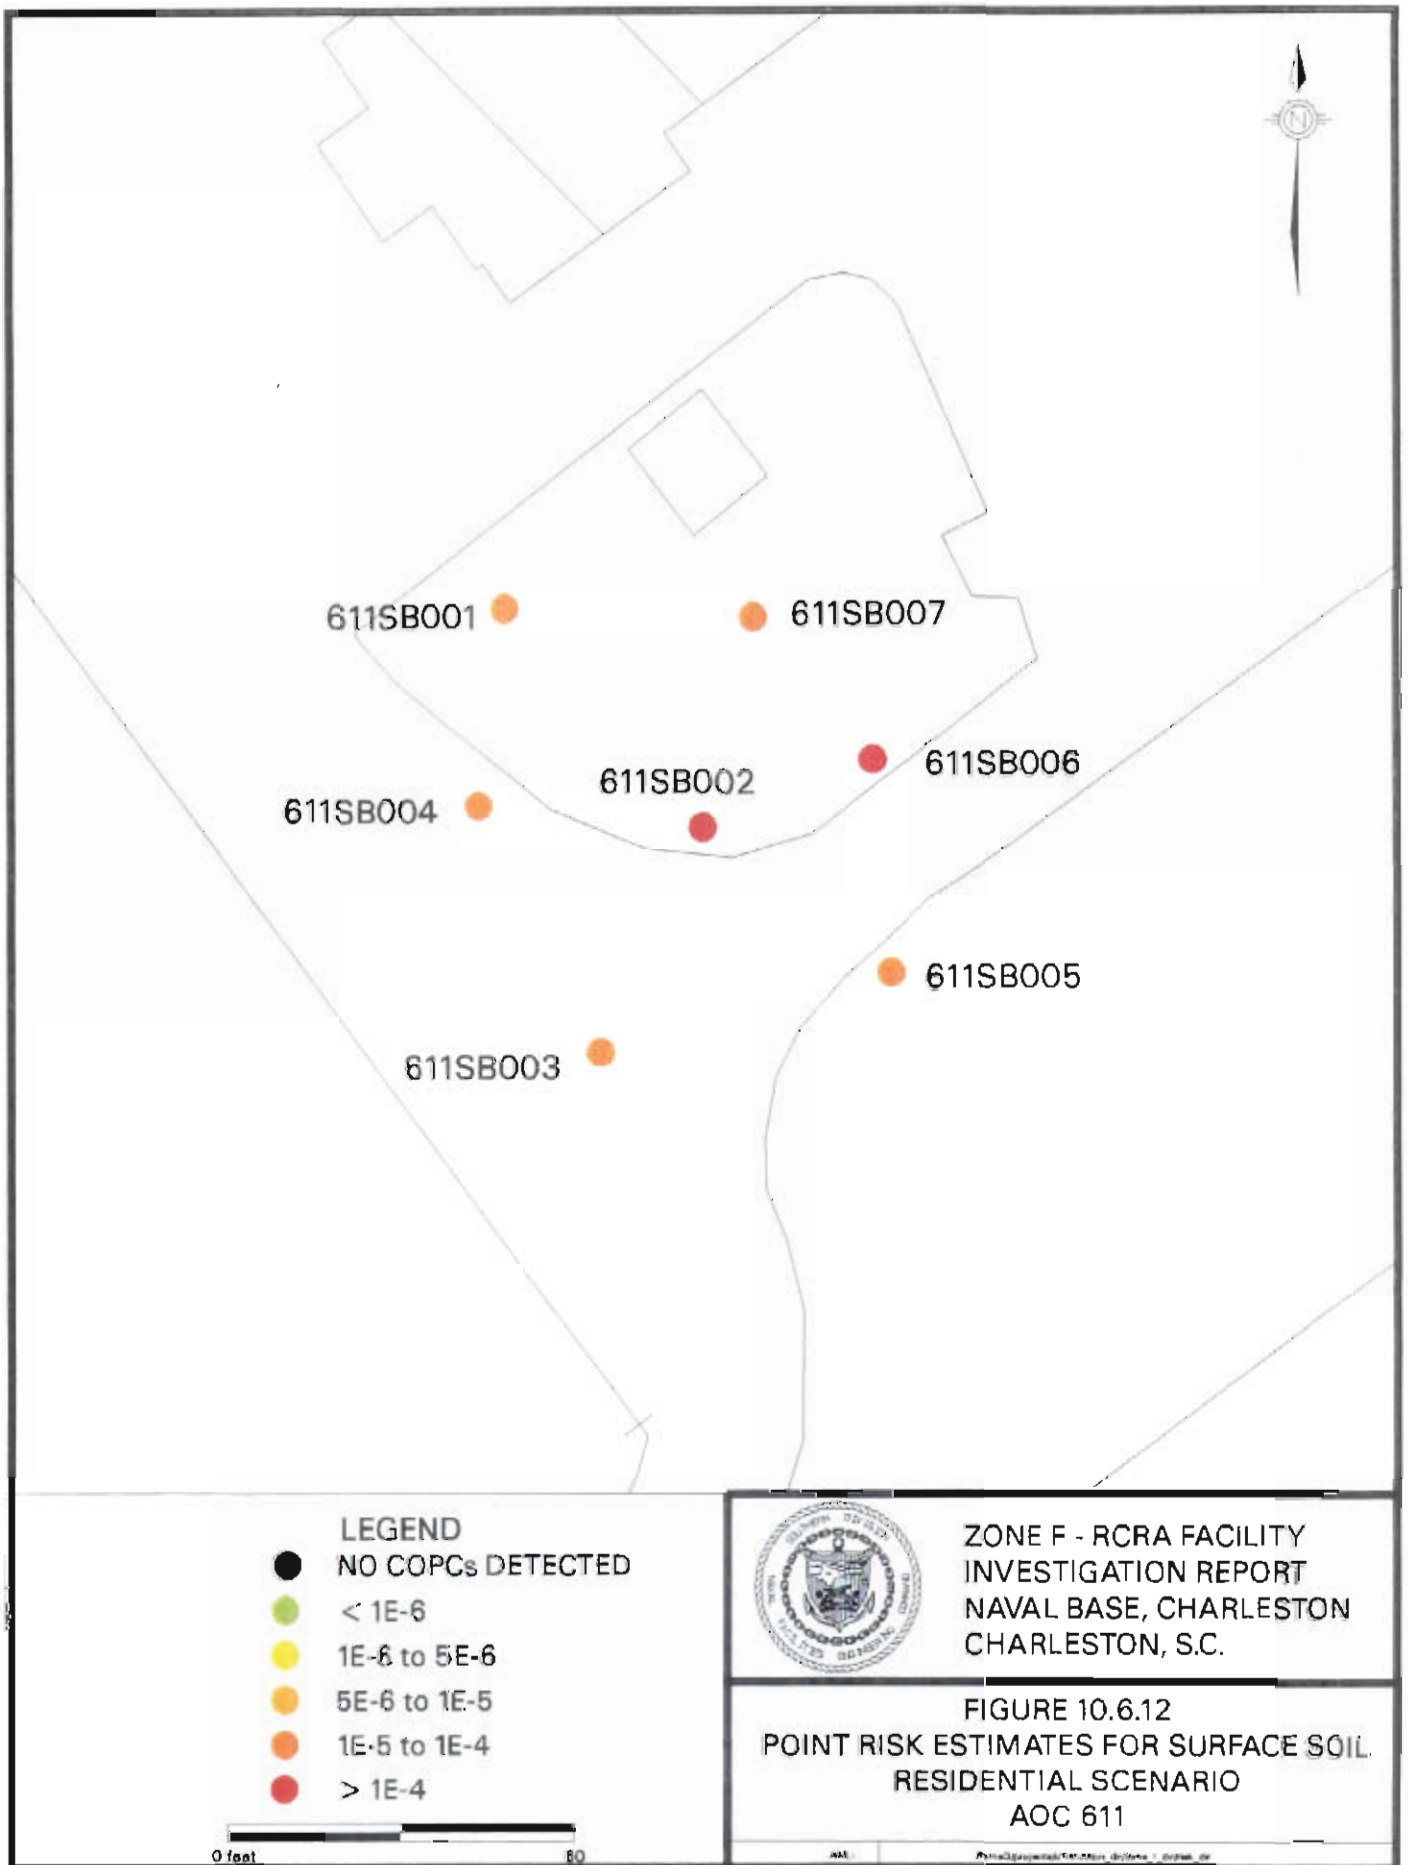 N
611SB001
611SB007
611SB006
611SB002
611SB004
611SB005
611SB003
LEGEND
NO COPCs DETECTED
< 1E-6
1E-6 to 5E-6
5E-6 to 1E-5
1E-5 to 1E-4
> 1E-4
0 feet
ZONE F - RCRA FACILITY
INVESTIGATION REPORT
NAVAL BASE, CHARLESTON
CHARLESTON, S.C.
FIGURE 10.6.12
POINT RISK ESTIMATES FOR SURFACE SOIL
RESIDENTIAL SCENARIO
AOC 611
AML: